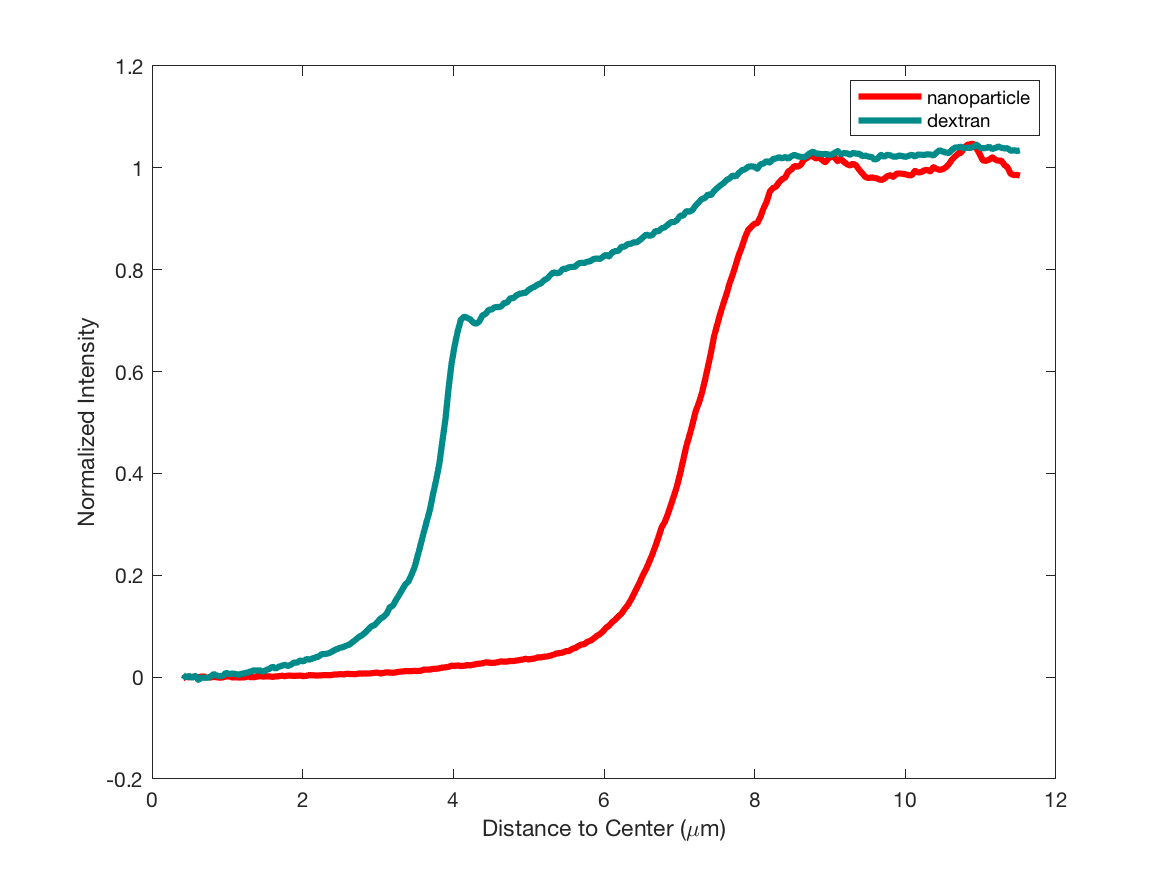 1.2
1
0.8
0.6
0.4
0.2
0
-0.2
0 2 4 6 8 10 12
Normalized Intensity
Distance to Center (μm)
nanoparticle
dextran